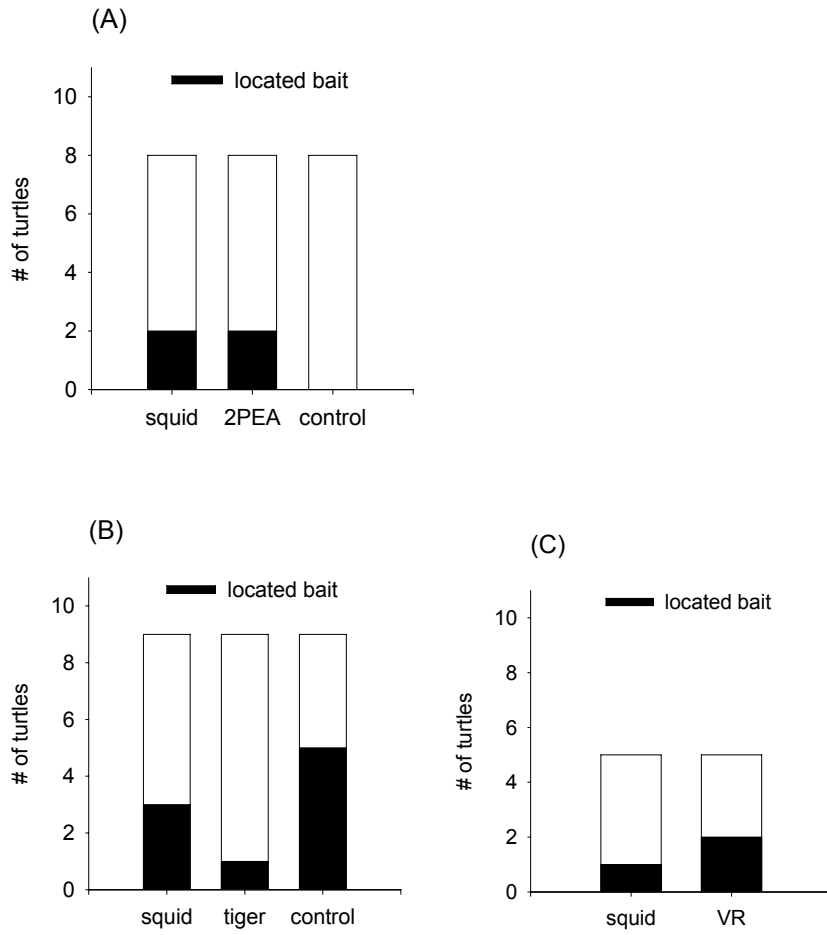 (A)
located bait
10
8
6
4
2
0
# of turtles
squid 2PEA control
(B)
located bait
10
8
6
4
2
0
# of turtles
squid tiger control
(C)
located bait
10
8
6
4
2
0
# of turtles
squid VR